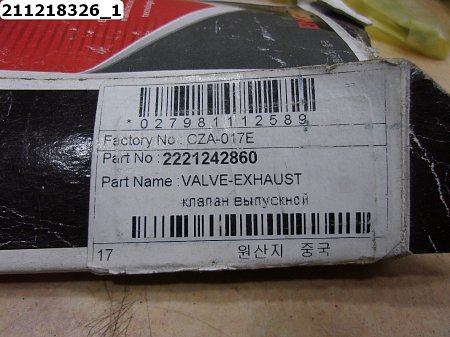 211218326_1
*027981112589
Factory No : CZA-017E
Part No : 2221242860
Part Name : VALVE-EXHAUST
клапан выпускной
17 원산지 중국